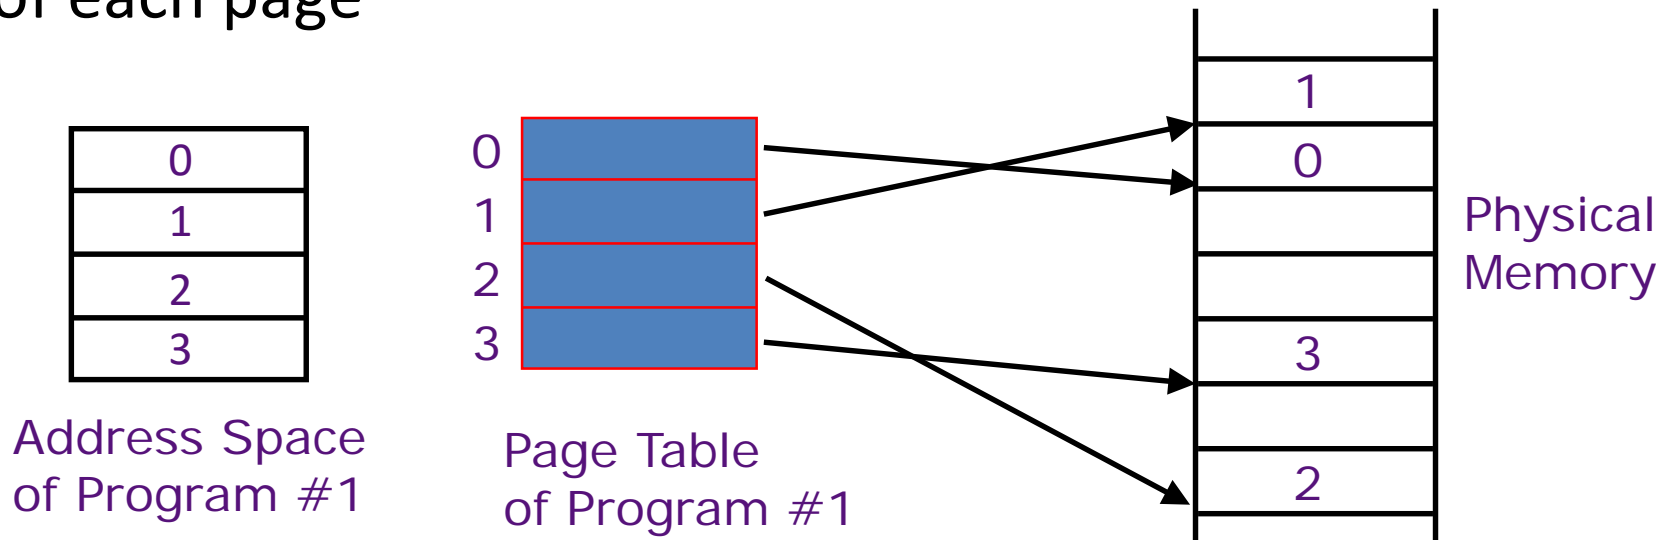 of each page
0
1
2
3
Address Space
of Program #1
0
1
2
3
Page Table
of Program #1
1
0
3
2
Physical
Memory